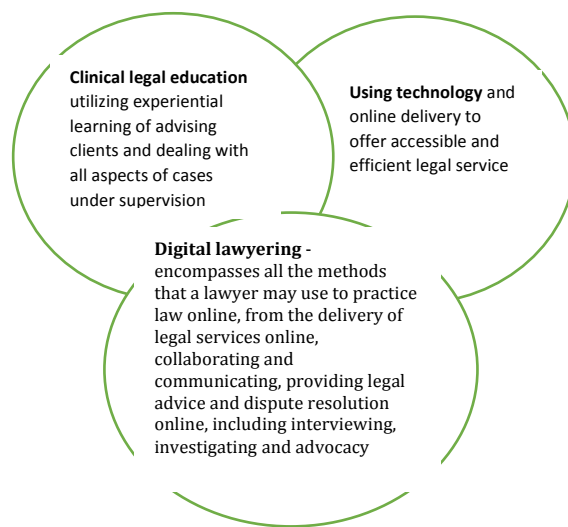 Clinical legal education
utilizing experiential
learning of advising
clients and dealing with
all aspects of cases
under supervision
Using technology and
online delivery to
offer accessible and
efficient legal service
Digital lawyering -
encompasses all the methods
that a lawyer may use to practice
law online, from the delivery of
legal services online,
collaborating and
communicating, providing legal
advice and dispute resolution
online, including interviewing,
investigating and advocacy